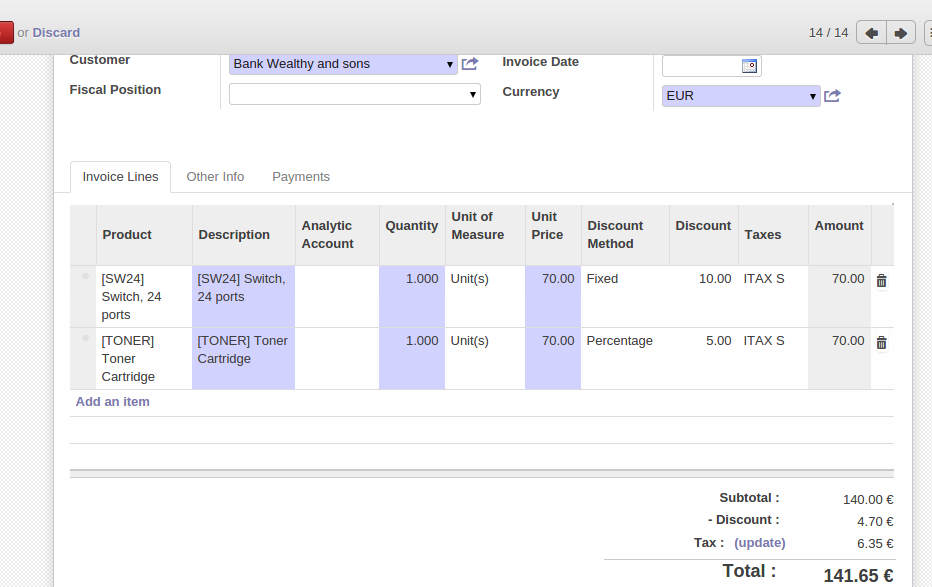 or Discard
14 / 14
Customer
Bank Wealthy and sons
Invoice Date
Fiscal Position
Currency
EUR
Invoice Lines
Other Info
Payments
Product
Description
Analytic
Account
Quantity
Unit of
Measure
Unit
Price
Discount
Method
Discount
Taxes
Amount
[SW24]
Switch, 24
ports
[SW24] Switch,
24 ports
1.000
Unit(s)
70.00
Fixed
10.00
ITAX S
70.00
[TONER]
Toner
Cartridge
[TONER] Toner
Cartridge
1.000
Unit(s)
70.00
Percentage
5.00
ITAX S
70.00
Add an item
Subtotal : 140.00 €
- Discount : 4.70 €
Tax : (update) 6.35 €
Total : 141.65 €